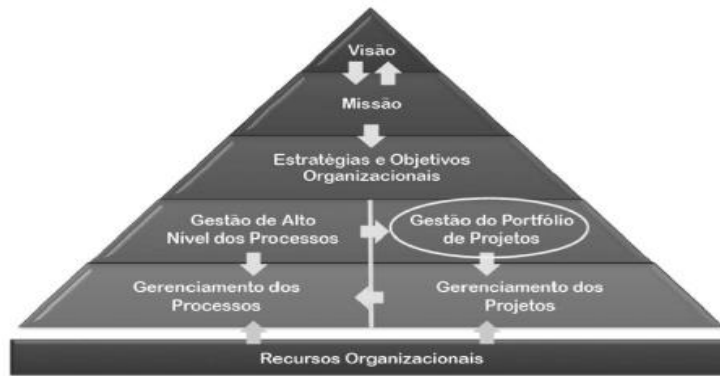 Visão
Missão
Estratégias e Objetivos
Organizacionais
Gestão de Alto
Nível dos Processos
Gestão do Portfólio
de Projetos
Gerenciamento dos
Processos
Gerenciamento dos
Projetos
Recursos Organizacionais